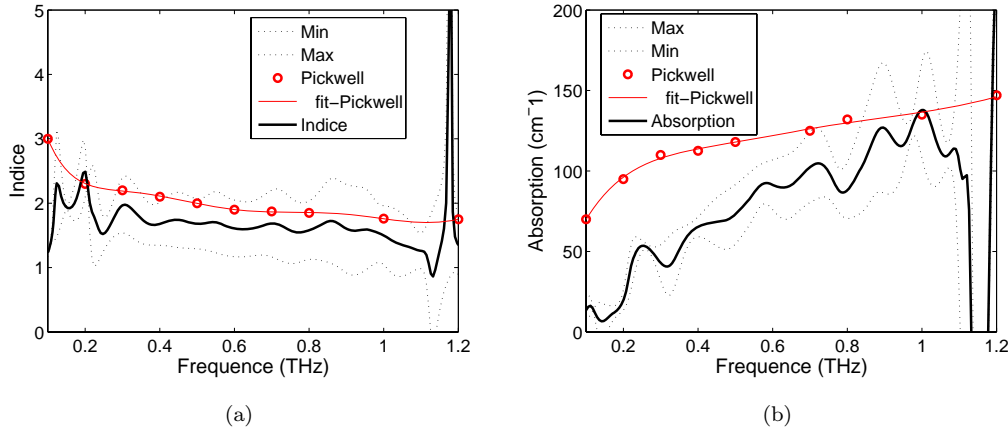 5
4
3
2
1
0
Indice
Min
Max
Pickwell
fit−Pickwell
Indice
0.2 0.4 0.6 0.8 1 1.2
Frequence (THz)
(a)
200
150
100
50
0
Absorption (cm−1)
Max
Min
Pickwell
fit−Pickwell
Absorption
0.2 0.4 0.6 0.8 1 1.2
Frequence (THz)
(b)